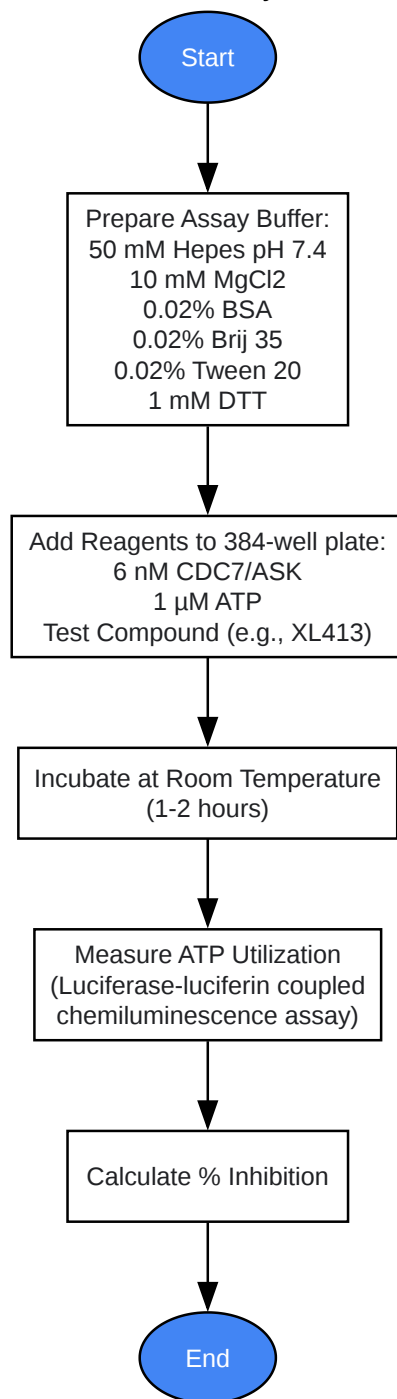 Start
Prepare Assay Buffer:
50 mM Hepes pH 7.4
10 mM MgCl2
0.02% BSA
0.02% Brij 35
0.02% Tween 20
1 mM DTT
Add Reagents to 384-well plate:
6 nM CDC7/ASK
1 µM ATP
Test Compound (e.g., XL413)
Incubate at Room Temperature
(1-2 hours)
Measure ATP Utilization
(Luciferase-luciferin coupled
chemiluminescence assay)
Calculate % Inhibition
End